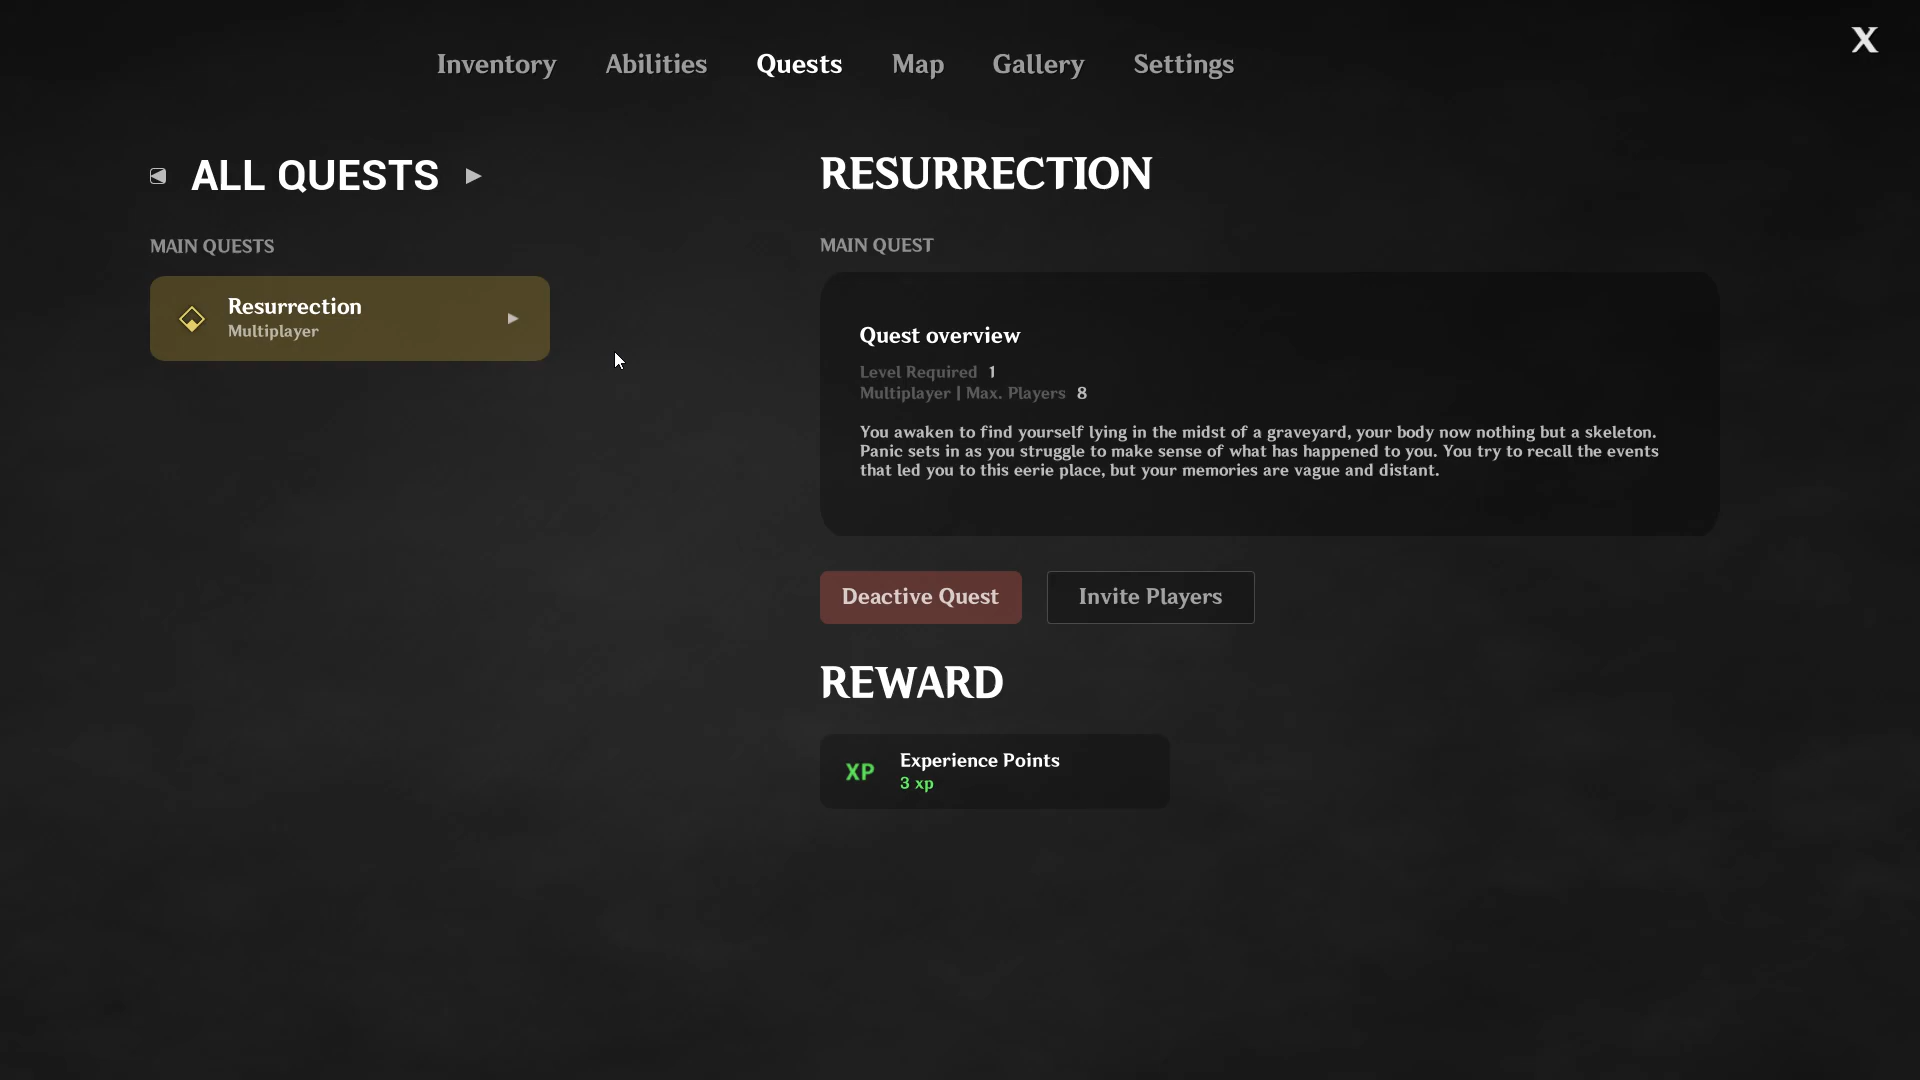 Inventory Abilities Quests Map Gallery Settings X
ALL QUESTS
MAIN QUESTS
Resurrection
Multiplayer
RESURRECTION
MAIN QUEST
Quest overview
Level Required 1
Multiplayer | Max. Players 8
You awaken to find yourself lying in the midst of a graveyard, your body now nothing but a skeleton.
Panic sets in as you struggle to make sense of what has happened to you. You try to recall the events
that led you to this eerie place, but your memories are vague and distant.
Deactive Quest Invite Players
REWARD
XP Experience Points
3 xp